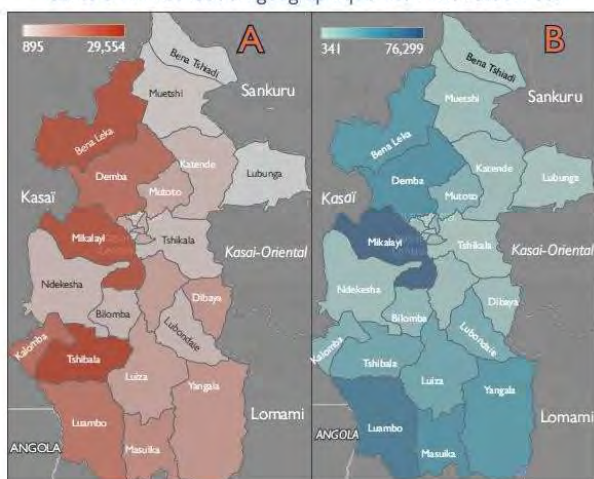 895
29,554
A
Bena Tshiadi
Muetshi
Sankuru
Bena Leka
Katende
Demba
Lubunga
Mutoto
Kasaï
Mikalayi
Tshikala
Kasai-Oriental
Ndekesha
Dibaya
Bilomba
Lubondaie
Kalomba
Tshibala
Luiza
Yangala
Luambo
Lomami
ANGOLA
Masuika
341
76,299
B
Bena Tshiadi
Muetshi
Sankuru
Bena Leka
Katende
Demba
Lubunga
Mutoto
Kasaï
Mikalayi
Tshikala
Kasai-Oriental
Ndekesha
Dibaya
Bilomba
Lubondaie
Kalomba
Tshibala
Luiza
Yangala
Luambo
Lomami
ANGOLA
Masuika